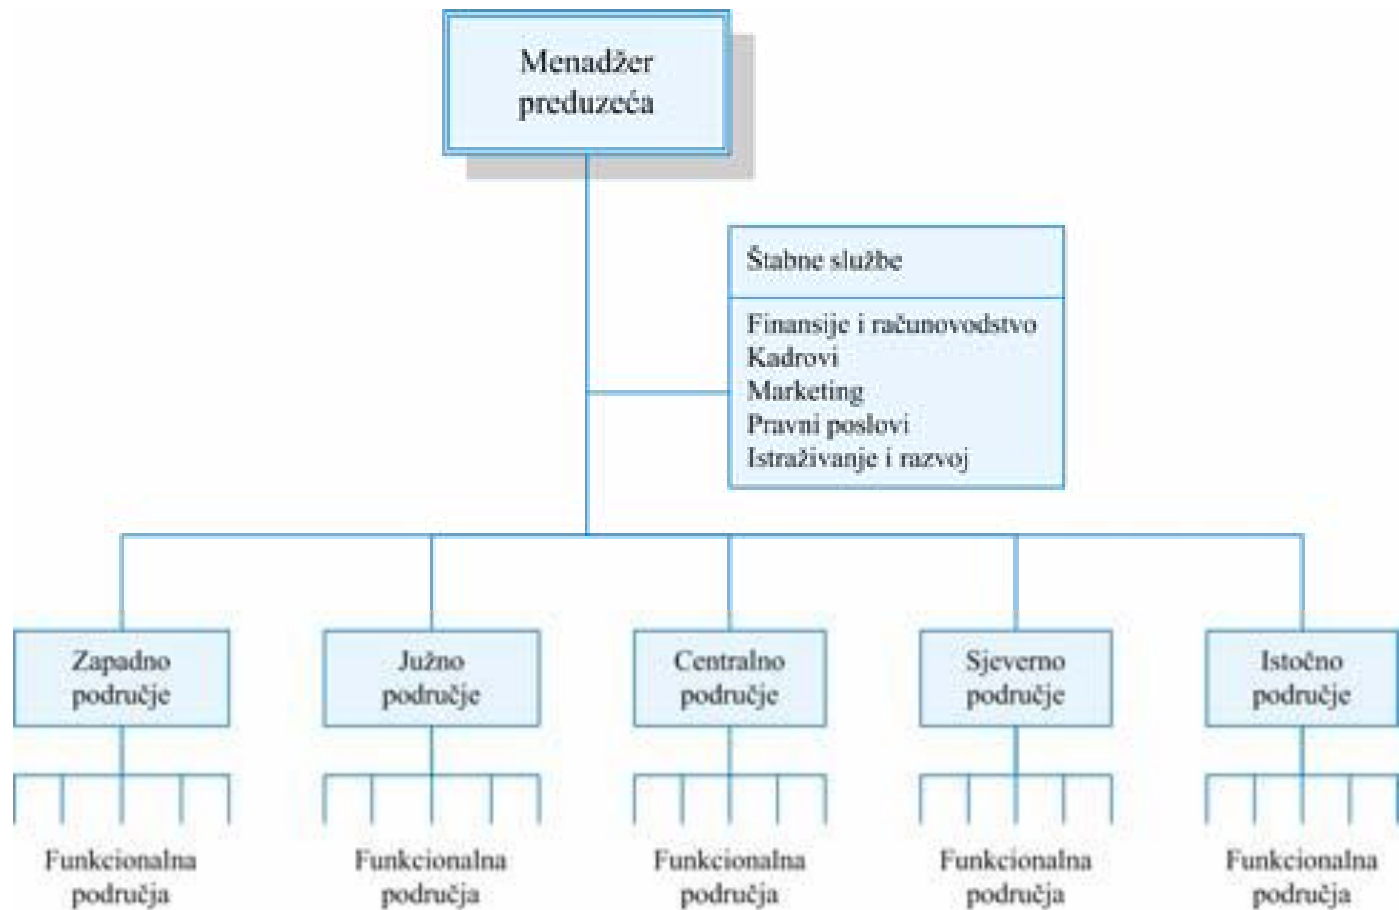 Menadžer
preduzeća
Štabne službe
Finansije i računovodstvo
Kadrovi
Marketing
Pravni poslovi
Istraživanje i razvoj
Zapadno
područje
Južno
područje
Centralno
područje
Sjeverno
područje
Istočno
područje
Funkcionalna
područja
Funkcionalna
područja
Funkcionalna
područja
Funkcionalna
područja
Funkcionalna
područja